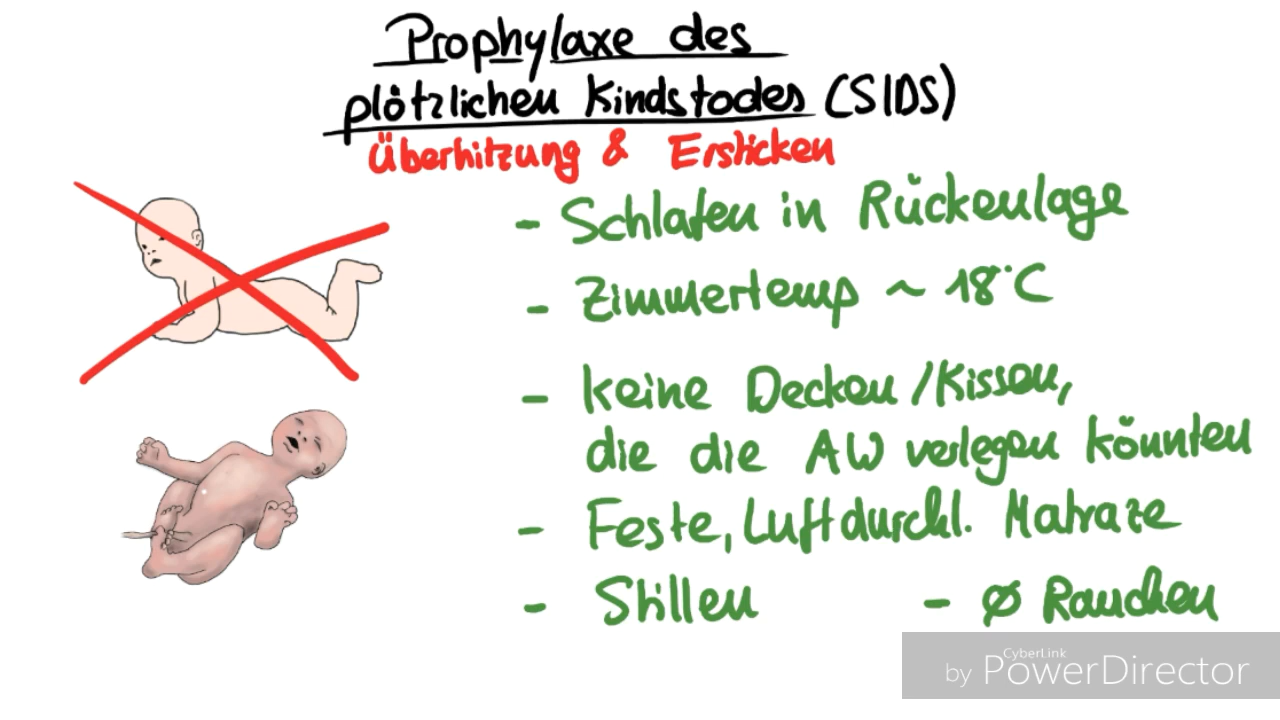 Prophylaxe des
plötzlichen Kindstodes (SIDS)
Überhitzung & Ersticken
- Schlafen in Rückenlage
- Zimmertemp ~ 18°C
- keine Decken/Kissen,
die die AW verlegen könnten
- Feste, Luftdurchl. Matraze
- Stillen - Ø Rauchen
CyberLink
by PowerDirector